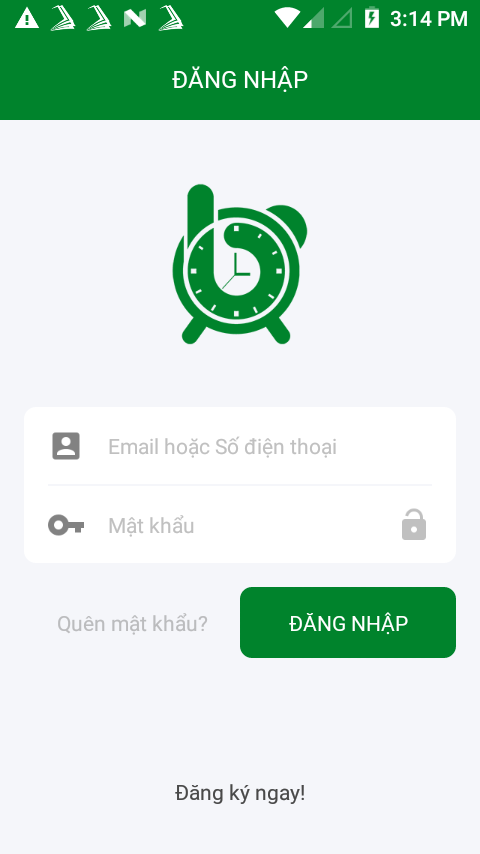 3:14 PM
ĐĂNG NHẬP
Email hoặc Số điện thoại
Mật khẩu
Quên mật khẩu?
ĐĂNG NHẬP
Đăng ký ngay!